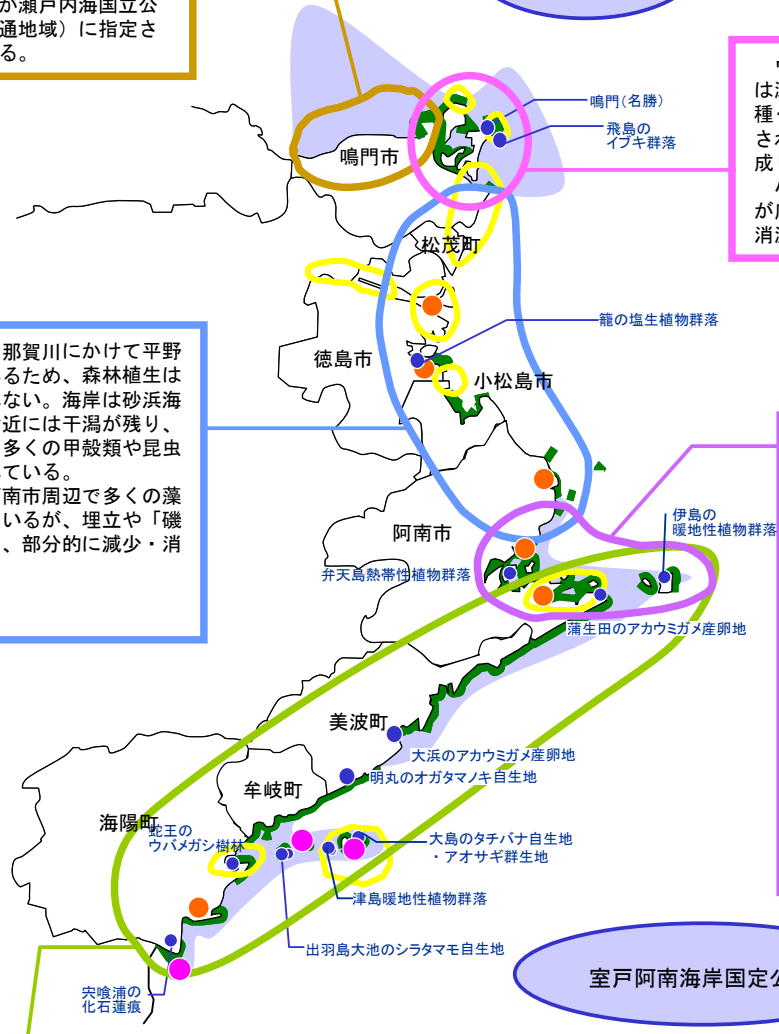 が瀬戸内海国立公
通地域）に指定さ
る。
は
種
され
成
が
消
鳴門（名勝）
飛島の
イブキ群落
鳴門市
松茂町
籠の塩生植物群落
徳島市
小松島市
那賀川にかけて平野
るため、森林植生は
ない。海岸は砂浜海
近には干潟が残り、
多くの甲殻類や昆虫
ている。
南市周辺で多くの藻
いるが、埋立や「磯
、部分的に減少・消
阿南市
伊島の
暖地性植物群落
弁天島熱帯性植物群落
蒲生田のアカウミガメ産卵地
美波町
大浜のアカウミガメ産卵地
明丸のオガタマノキ自生地
牟岐町
海陽町
蛇王の
ウバメガシ樹林
大島のタチバナ自生地
・アオサギ群生地
津島暖地性植物群落
出羽島大池のシラタマモ自生地
宍喰浦の
化石漣痕
室戸阿南海岸国定公